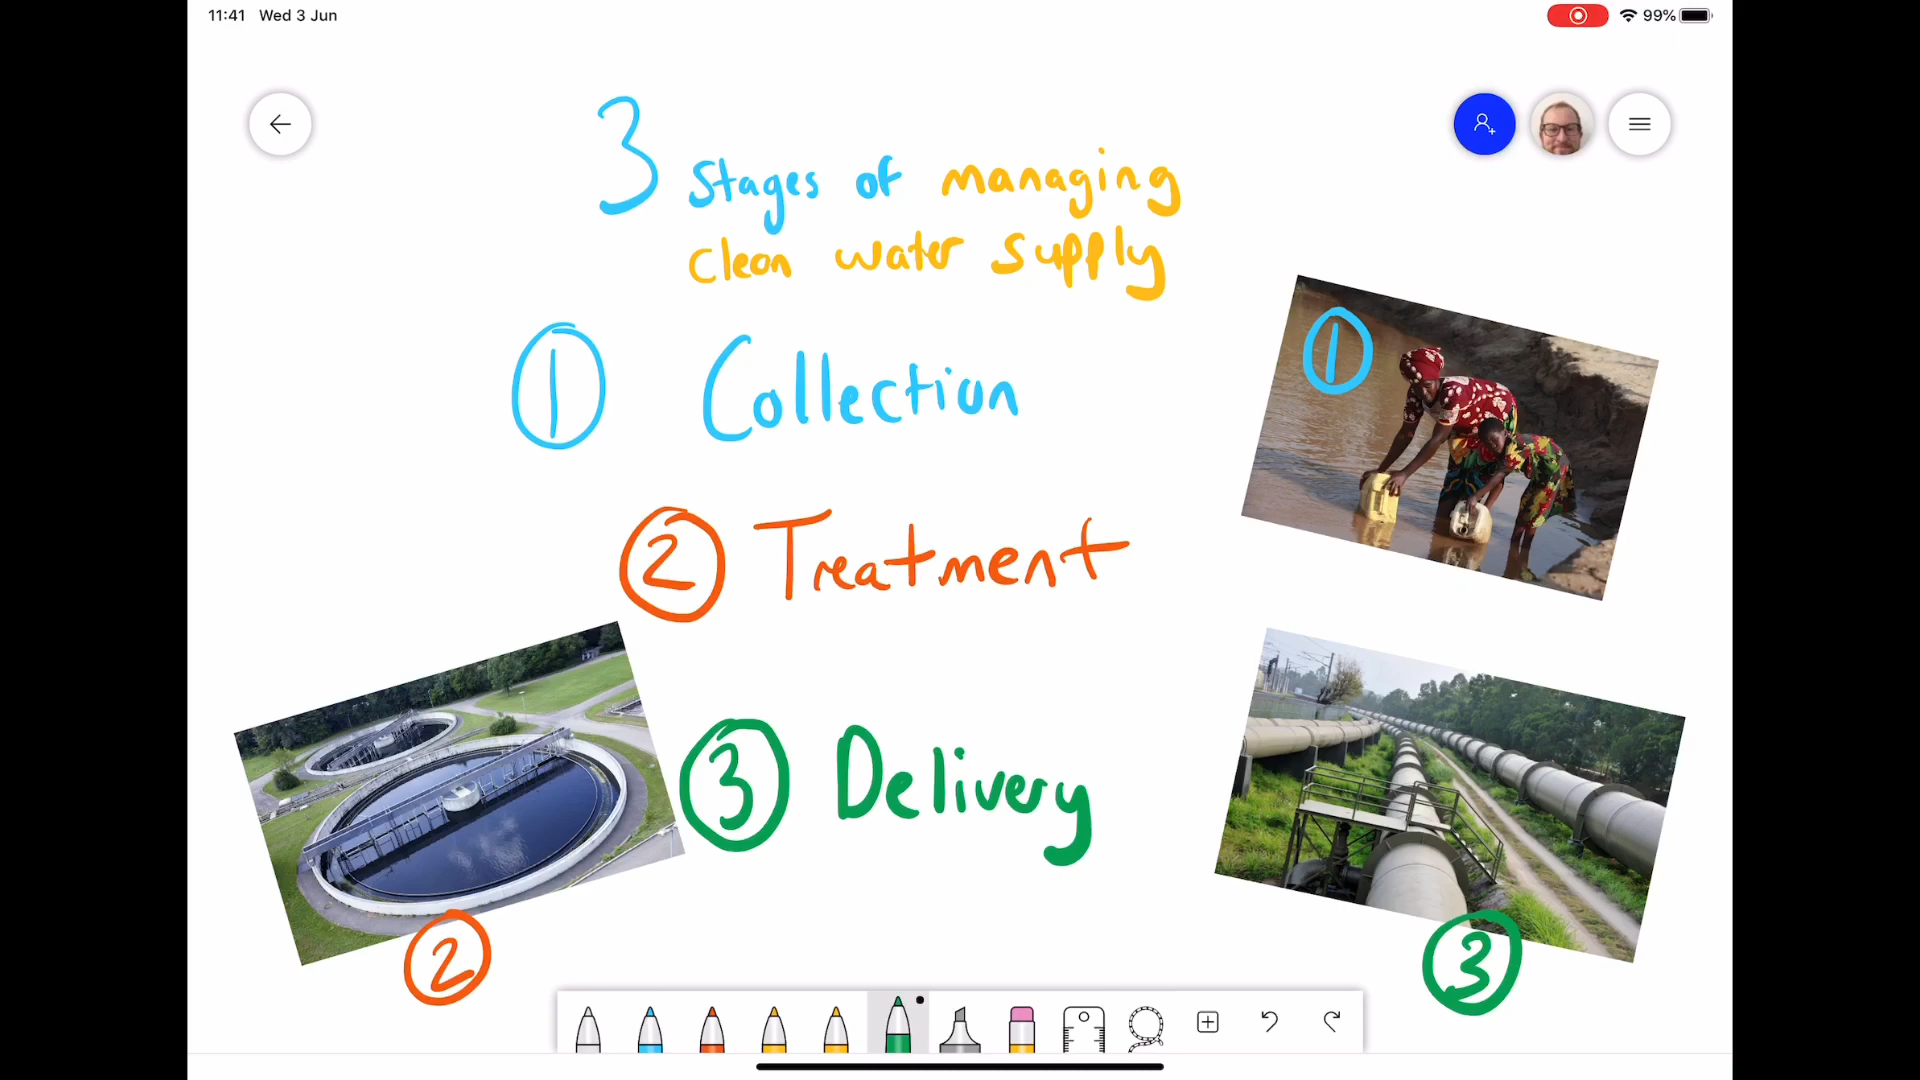 11:41 Wed 3 Jun
99%
3 stages of managing
clean water supply
1 Collection
1
2 Treatment
3 Delivery
2
3